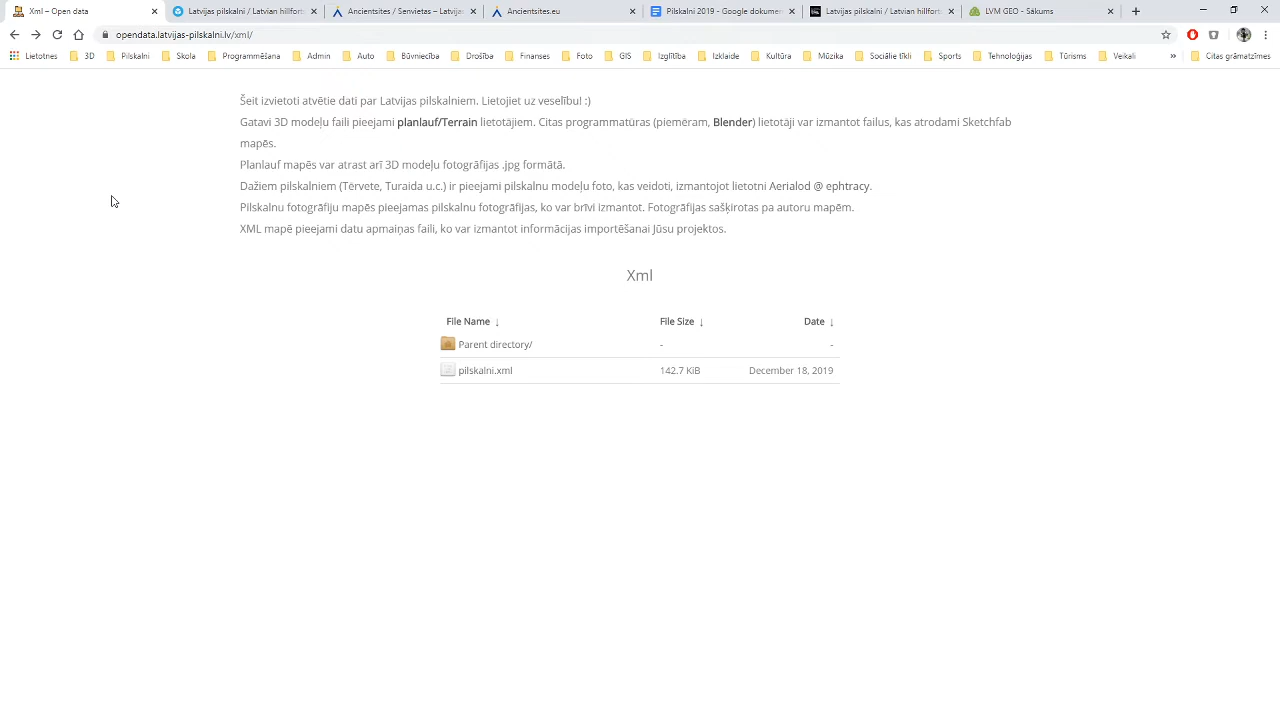 Xml – Open data
Latvijas pilskalni / Latvian hillforts
Ancientsites / Senvietas – Latvijas
Ancientsites.eu
Pilskalni 2019 - Google dokumen
Latvijas pilskalni / Latvian hillforts
LVM GEO - Sākums
opendata.latvijas-pilskalni.lv/xml/
Lietotnes 3D Pilskalni Skola Programmēšana Admin Auto Būvniecība Drošība Finanses Foto GIS Izglītība Izklaide Kultūra Mūzika Sociālie tīkli Sports Tehnoloģijas Tūrisms Veikali » Citas grāmatzīmes
Šeit izvietoti atvētie dati par Latvijas pilskalniem. Lietojiet uz veselību! :)
Gatavi 3D modeļu faili pieejami planlauf/Terrain lietotājiem. Citas programmatūras (piemēram, Blender) lietotāji var izmantot failus, kas atrodami Sketchfab
mapēs.
Planlauf mapēs var atrast arī 3D modeļu fotogrāfijas .jpg formātā.
Dažiem pilskalniem (Tērvete, Turaida u.c.) ir pieejami pilskalnu modeļu foto, kas veidoti, izmantojot lietotni Aerialod @ ephtracy.
Pilskalnu fotogrāfiju mapēs pieejamas pilskalnu fotogrāfijas, ko var brīvi izmantot. Fotogrāfijas sašķirotas pa autoru mapēm.
XML mapē pieejami datu apmaiņas faili, ko var izmantot informācijas importēšanai Jūsu projektos.
Xml
File Name ↓ File Size ↓ Date ↓
Parent directory/ - -
pilskalni.xml 142.7 KiB December 18, 2019